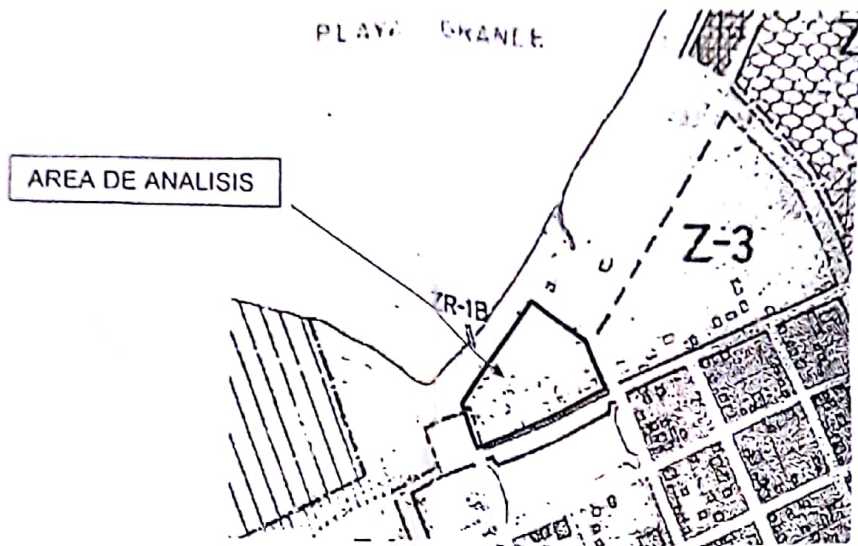 PLAYA GRANDE
AREA DE ANALISIS
Z-3
ZR-1B
Z